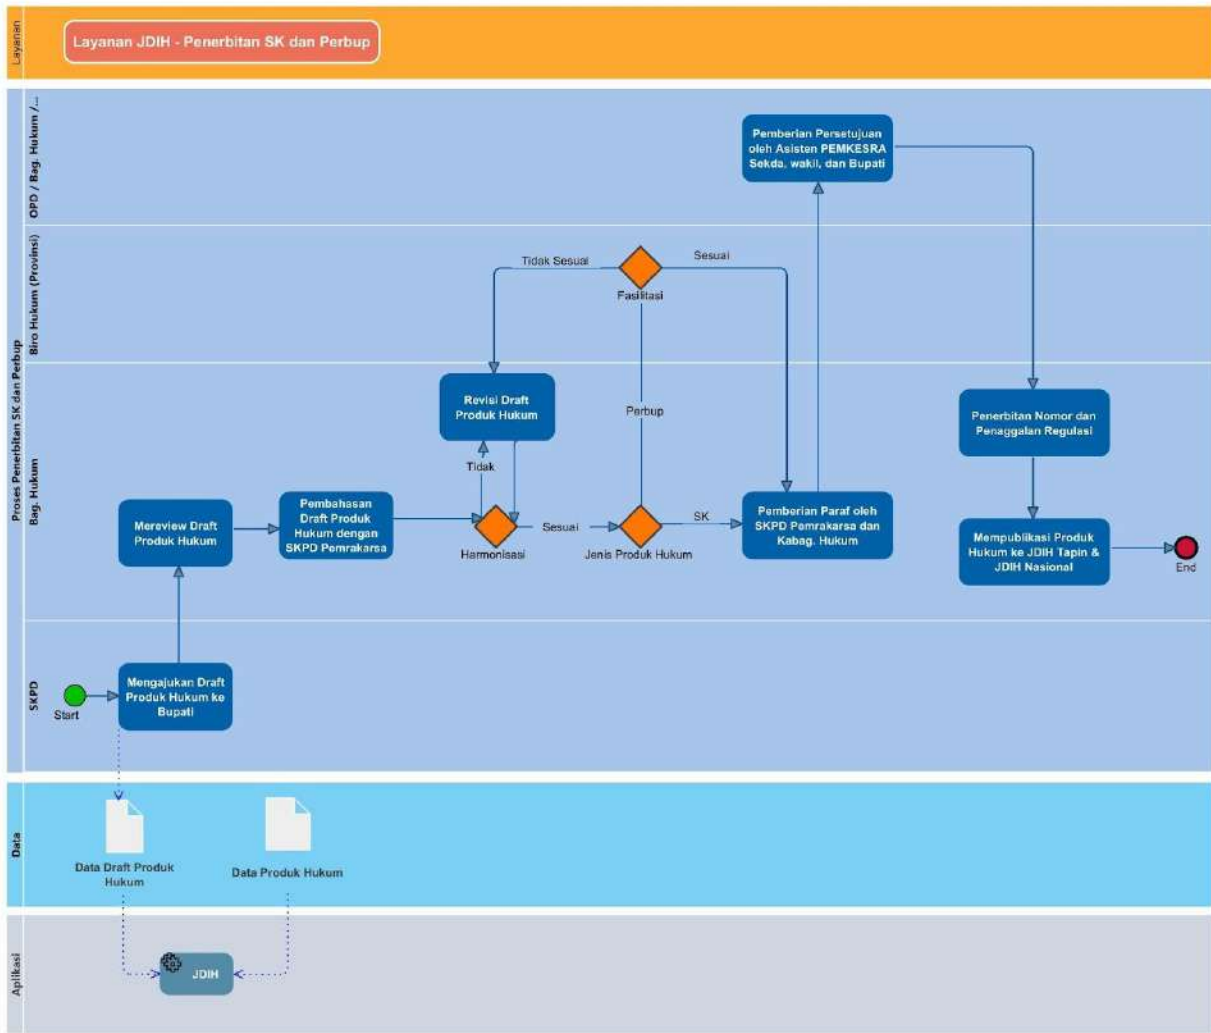 Layanan
Layanan JDIH - Penerbitan SK dan Perbup
Proses Penerbitan SK dan Perbup
OPD / Bag. Hukum /...
Pemberian Persetujuan
oleh Asisten PEMKESRA
Sekda, wakil, dan Bupati
Biro Hukum (Provinsi)
Tidak Sesuai
Sesuai
Fasilitasi
Bag. Hukum
Revisi Draft
Produk Hukum
Perbup
Penerbitan Nomor dan
Penaggalan Regulasi
Tidak
Mereview Draft
Produk Hukum
Pembahasan
Draft Produk
Hukum dengan
SKPD Pemrakarsa
Harmonisasi
Sesuai
Jenis Produk Hukum
SK
Pemberian Paraf oleh
SKPD Pemrakarsa dan
Kabag. Hukum
Mempublikasi Produk
Hukum ke JDIH Tapin &
JDIH Nasional
End
SKPD
Start
Mengajukan Draft
Produk Hukum ke
Bupati
Data
Data Draft Produk
Hukum
Data Produk Hukum
Aplikasi
JDIH